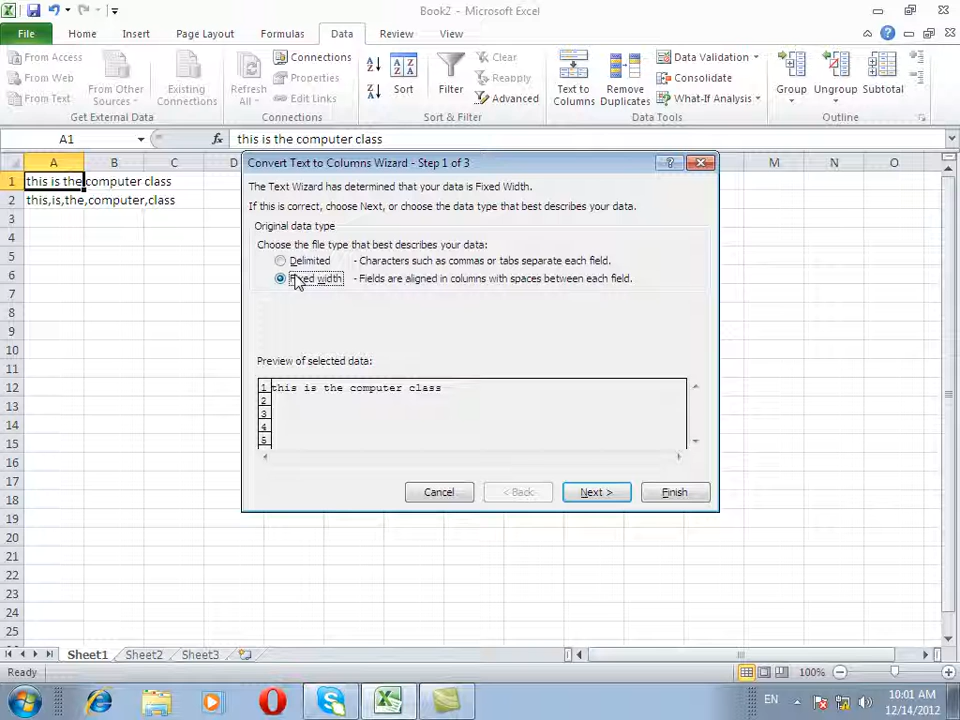 Book2 - Microsoft Excel
File Home Insert Page Layout Formulas Data Review View
From Access
From Web
From Text
From Other Sources
Existing Connections
Get External Data
Refresh All
Connections
Properties
Edit Links
Connections
Sort
Filter
Clear
Reapply
Advanced
Sort & Filter
Text to Columns
Remove Duplicates
Data Validation
Consolidate
What-If Analysis
Data Tools
Group
Ungroup
Subtotal
Outline
A1 fx this is the computer class
A B C D M N O
1 this is the computer class
2 this,is,the,computer,class
3
4
5
6
7
8
9
10
11
12
13
14
15
16
17
18
19
20
21
22
23
24
25
Convert Text to Columns Wizard - Step 1 of 3
The Text Wizard has determined that your data is Fixed Width.
If this is correct, choose Next, or choose the data type that best describes your data.
Original data type
Choose the file type that best describes your data:
Delimited - Characters such as commas or tabs separate each field.
Fixed width - Fields are aligned in columns with spaces between each field.
Preview of selected data:
1 this is the computer class
2
3
4
5
Cancel < Back Next > Finish
Sheet1 Sheet2 Sheet3
Ready 100%
EN 10:01 AM
12/14/2012